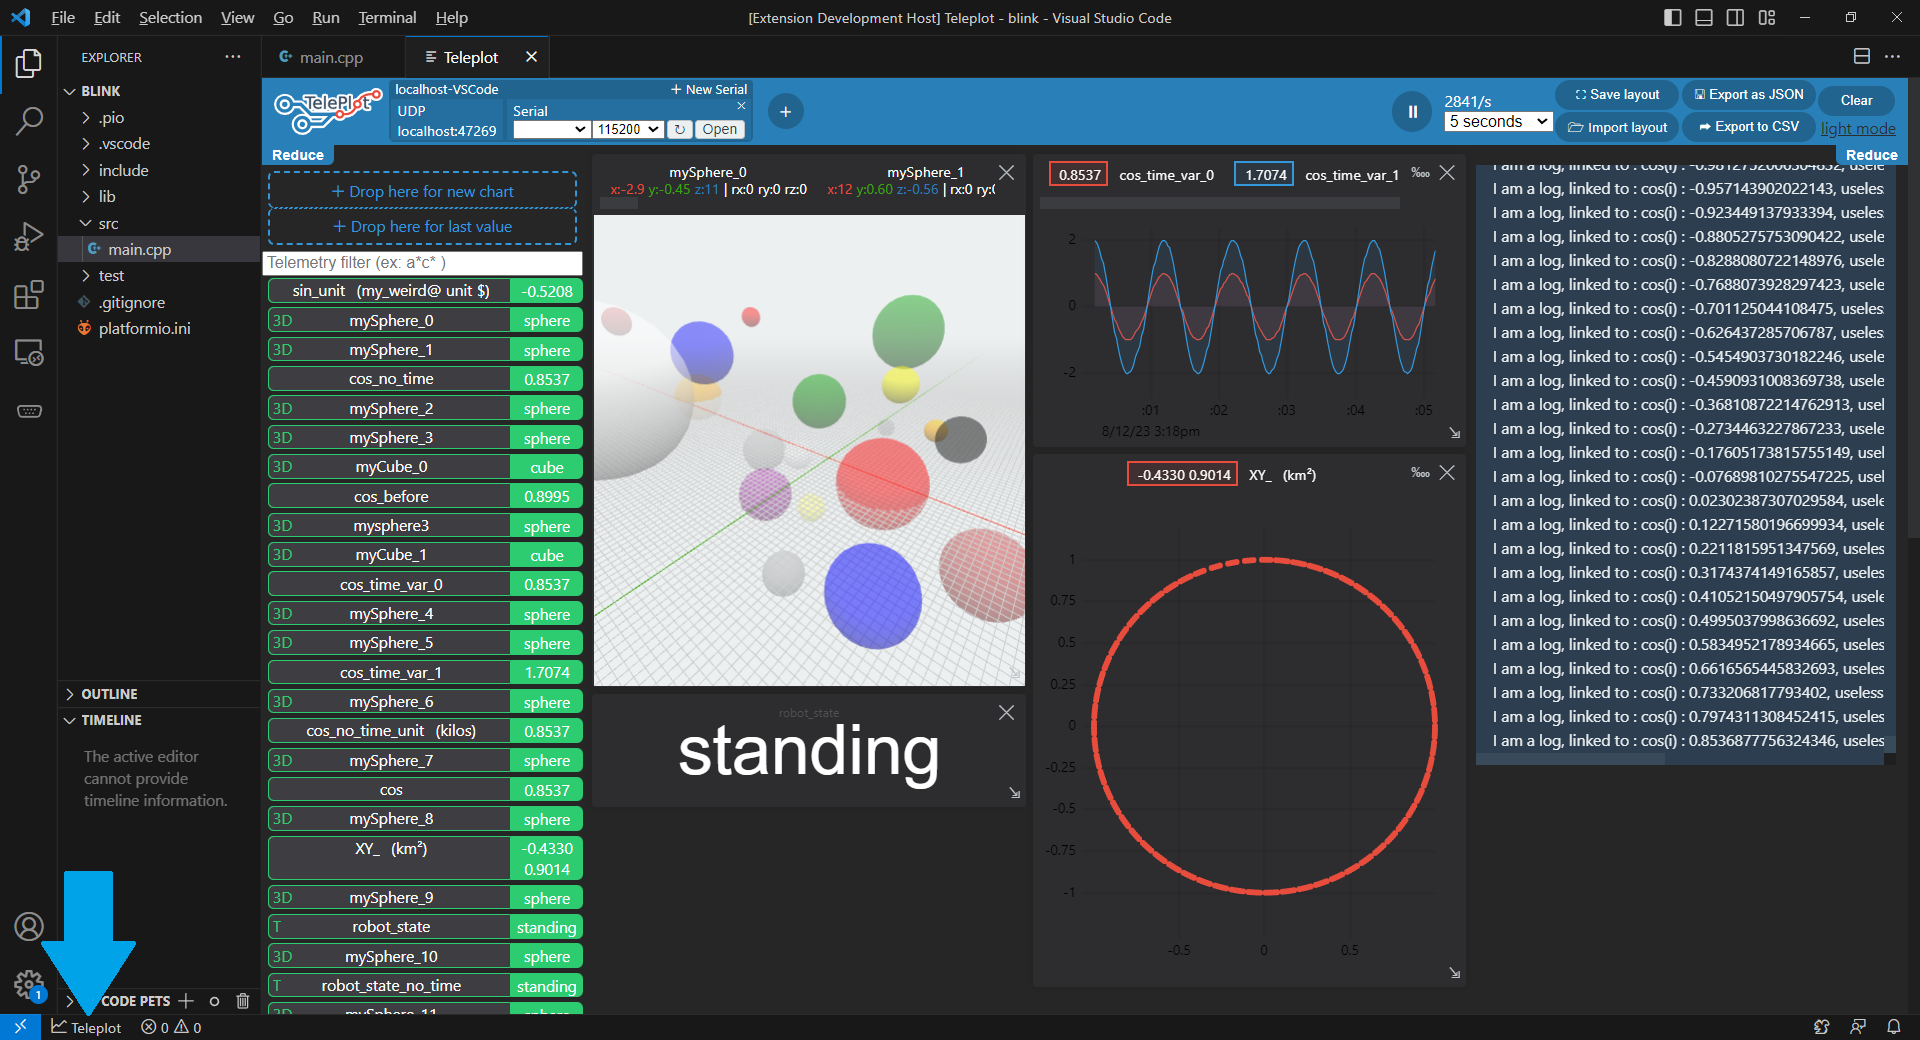 File Edit Selection View Go Run Terminal Help
[Extension Development Host] Teleplot - blink - Visual Studio Code
EXPLORER
BLINK
.pio
.vscode
include
lib
src
main.cpp
test
.gitignore
platformio.ini
OUTLINE
TIMELINE
The active editor
cannot provide
timeline information.
CODE PETS
1
Teleplot
0 0
main.cpp
Teleplot
TelePlot
localhost-VSCode
+ New Serial
UDP
localhost:47269
Serial
115200
Open
+
2841/s
5 seconds
Save layout
Import layout
Export as JSON
Export to CSV
Clear
light mode
Reduce
Reduce
+ Drop here for new chart
+ Drop here for last value
Telemetry filter (ex: a*c* )
sin_unit (my_weird@ unit $) -0.5208
3D mySphere_0 sphere
3D mySphere_1 sphere
cos_no_time 0.8537
3D mySphere_2 sphere
3D mySphere_3 sphere
3D myCube_0 cube
cos_before 0.8995
3D mysphere3 sphere
3D myCube_1 cube
cos_time_var_0 0.8537
3D mySphere_4 sphere
3D mySphere_5 sphere
cos_time_var_1 1.7074
3D mySphere_6 sphere
cos_no_time_unit (kilos) 0.8537
3D mySphere_7 sphere
cos 0.8537
3D mySphere_8 sphere
XY_ (km²) -0.4330
0.9014
3D mySphere_9 sphere
T robot_state standing
3D mySphere_10 sphere
T robot_state_no_time standing
3D mySphere_11
mySphere_0 mySphere_1
x:-2.9 y:-0.45 z:11 | rx:0 ry:0 rz:0 x:12 y:0.60 z:-0.56 | rx:0 ry:(
robot_state
standing
0.8537 cos_time_var_0 1.7074 cos_time_var_1
2
0
-2
:01 :02 :03 :04 :05
8/12/23 3:18pm
-0.4330 0.9014 XY_ (km²)
1
0.75
0.5
0.25
0
-0.25
-0.5
-0.75
-1
-0.5 0 0.5
I am a log, linked to : cos(i) : -0.957143902022143, useles
I am a log, linked to : cos(i) : -0.923449137933394, useles
I am a log, linked to : cos(i) : -0.8805275753090422, usele
I am a log, linked to : cos(i) : -0.8288080722148976, usele
I am a log, linked to : cos(i) : -0.7688073928297423, usele
I am a log, linked to : cos(i) : -0.701125044108475, useles
I am a log, linked to : cos(i) : -0.626437285706787, useles
I am a log, linked to : cos(i) : -0.5454903730182246, usele
I am a log, linked to : cos(i) : -0.4590931008369738, usele
I am a log, linked to : cos(i) : -0.36810872214762913, usel
I am a log, linked to : cos(i) : -0.2734463227867233, usele
I am a log, linked to : cos(i) : -0.17605173815755149, usel
I am a log, linked to : cos(i) : -0.07689810275547225, usel
I am a log, linked to : cos(i) : 0.02302387307029584, usele
I am a log, linked to : cos(i) : 0.12271580196699934, usele
I am a log, linked to : cos(i) : 0.2211815951347569, useles
I am a log, linked to : cos(i) : 0.3174374149165857, useles
I am a log, linked to : cos(i) : 0.41052150497905754, usele
I am a log, linked to : cos(i) : 0.4995037998636692, useles
I am a log, linked to : cos(i) : 0.5834952178934665, useles
I am a log, linked to : cos(i) : 0.6616565445832693, useles
I am a log, linked to : cos(i) : 0.733206817793402, useless
I am a log, linked to : cos(i) : 0.7974311308452415, useles
I am a log, linked to : cos(i) : 0.8536877756324346, useles